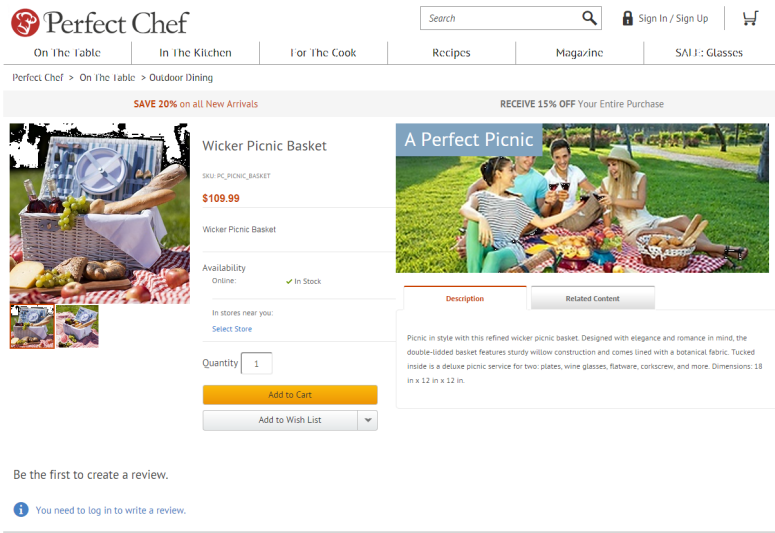 Perfect Chef
Search
Sign In / Sign Up
On The Table
In The Kitchen
For The Cook
Recipes
Magazine
SALE: Glasses
Perfect Chef > On The Table > Outdoor Dining
SAVE 20% on all New Arrivals
RECEIVE 15% OFF Your Entire Purchase
Wicker Picnic Basket
SKU: PC_PICNIC_BASKET
$109.99
Wicker Picnic Basket
Availability
Online:
In Stock
In stores near you:
Select Store
Quantity
1
Add to Cart
Add to Wish List
A Perfect Picnic
Description
Related Content
Picnic in style with this refined wicker picnic basket. Designed with elegance and romance in mind, the
double-lidded basket features sturdy willow construction and comes lined with a botanical fabric. Tucked
inside is a deluxe picnic service for two: plates, wine glasses, flatware, corkscrew, and more. Dimensions: 18
in x 12 in x 12 in.
Be the first to create a review.
You need to log in to write a review.